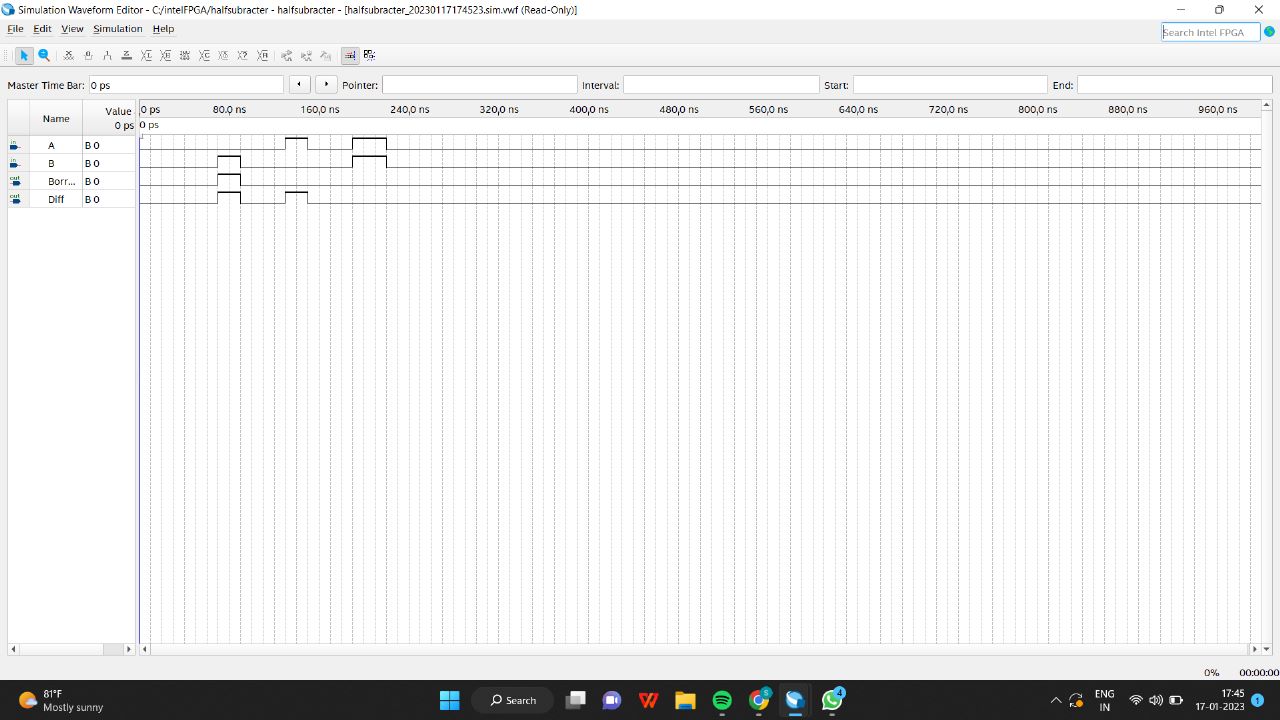 Simulation Waveform Editor - C:/intelFPGA/halfsubracter - halfsubracter - [halfsubracter_20230117174523.sim.vwf (Read-Only)]
File Edit View Simulation Help
Search Intel FPGA
Master Time Bar: 0 ps Pointer: Interval: Start: End:
Name Value 0 ps
0 ps 80,0 ns 160,0 ns 240,0 ns 320,0 ns 400,0 ns 480,0 ns 560,0 ns 640,0 ns 720,0 ns 800,0 ns 880,0 ns 960,0 ns
0 ps
in A B 0
in B B 0
out Borr... B 0
out Diff B 0
0% 00:00:00
81°F
Mostly sunny
Search
S
4
ENG
IN
17:45
17-01-2023
1